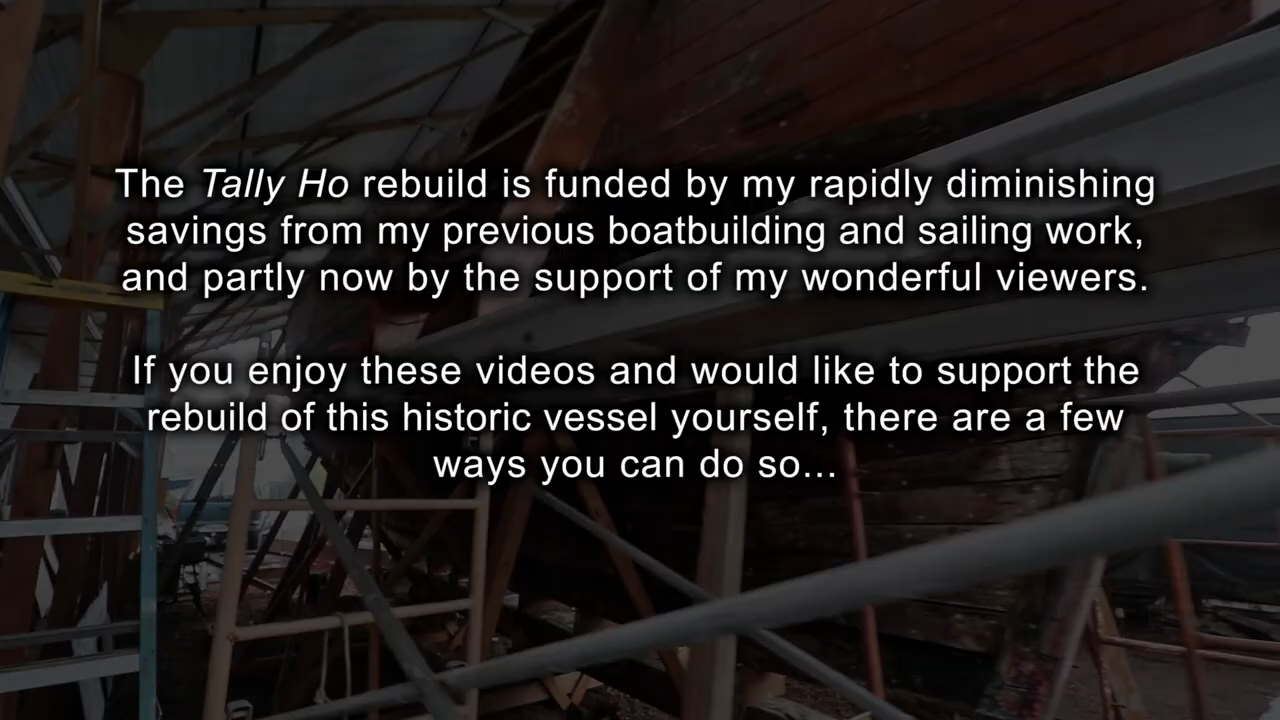 The Tally Ho rebuild is funded by my rapidly diminishing
savings from my previous boatbuilding and sailing work,
and partly now by the support of my wonderful viewers.
If you enjoy these videos and would like to support the
rebuild of this historic vessel yourself, there are a few
ways you can do so...